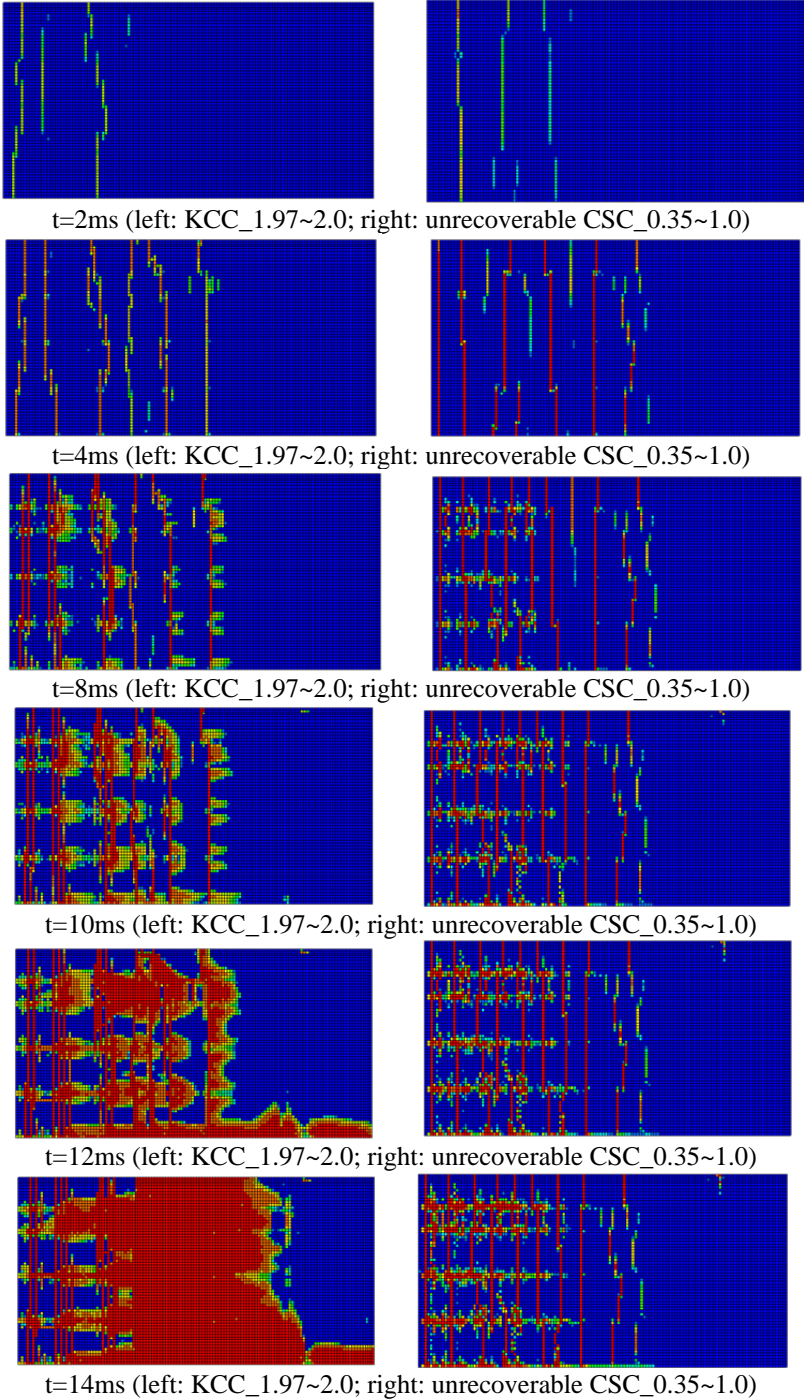 t=2ms (left: KCC_1.97~2.0; right: unrecoverable CSC_0.35~1.0)
t=4ms (left: KCC_1.97~2.0; right: unrecoverable CSC_0.35~1.0)
t=8ms (left: KCC_1.97~2.0; right: unrecoverable CSC_0.35~1.0)
t=10ms (left: KCC_1.97~2.0; right: unrecoverable CSC_0.35~1.0)
t=12ms (left: KCC_1.97~2.0; right: unrecoverable CSC_0.35~1.0)
t=14ms (left: KCC_1.97~2.0; right: unrecoverable CSC_0.35~1.0)